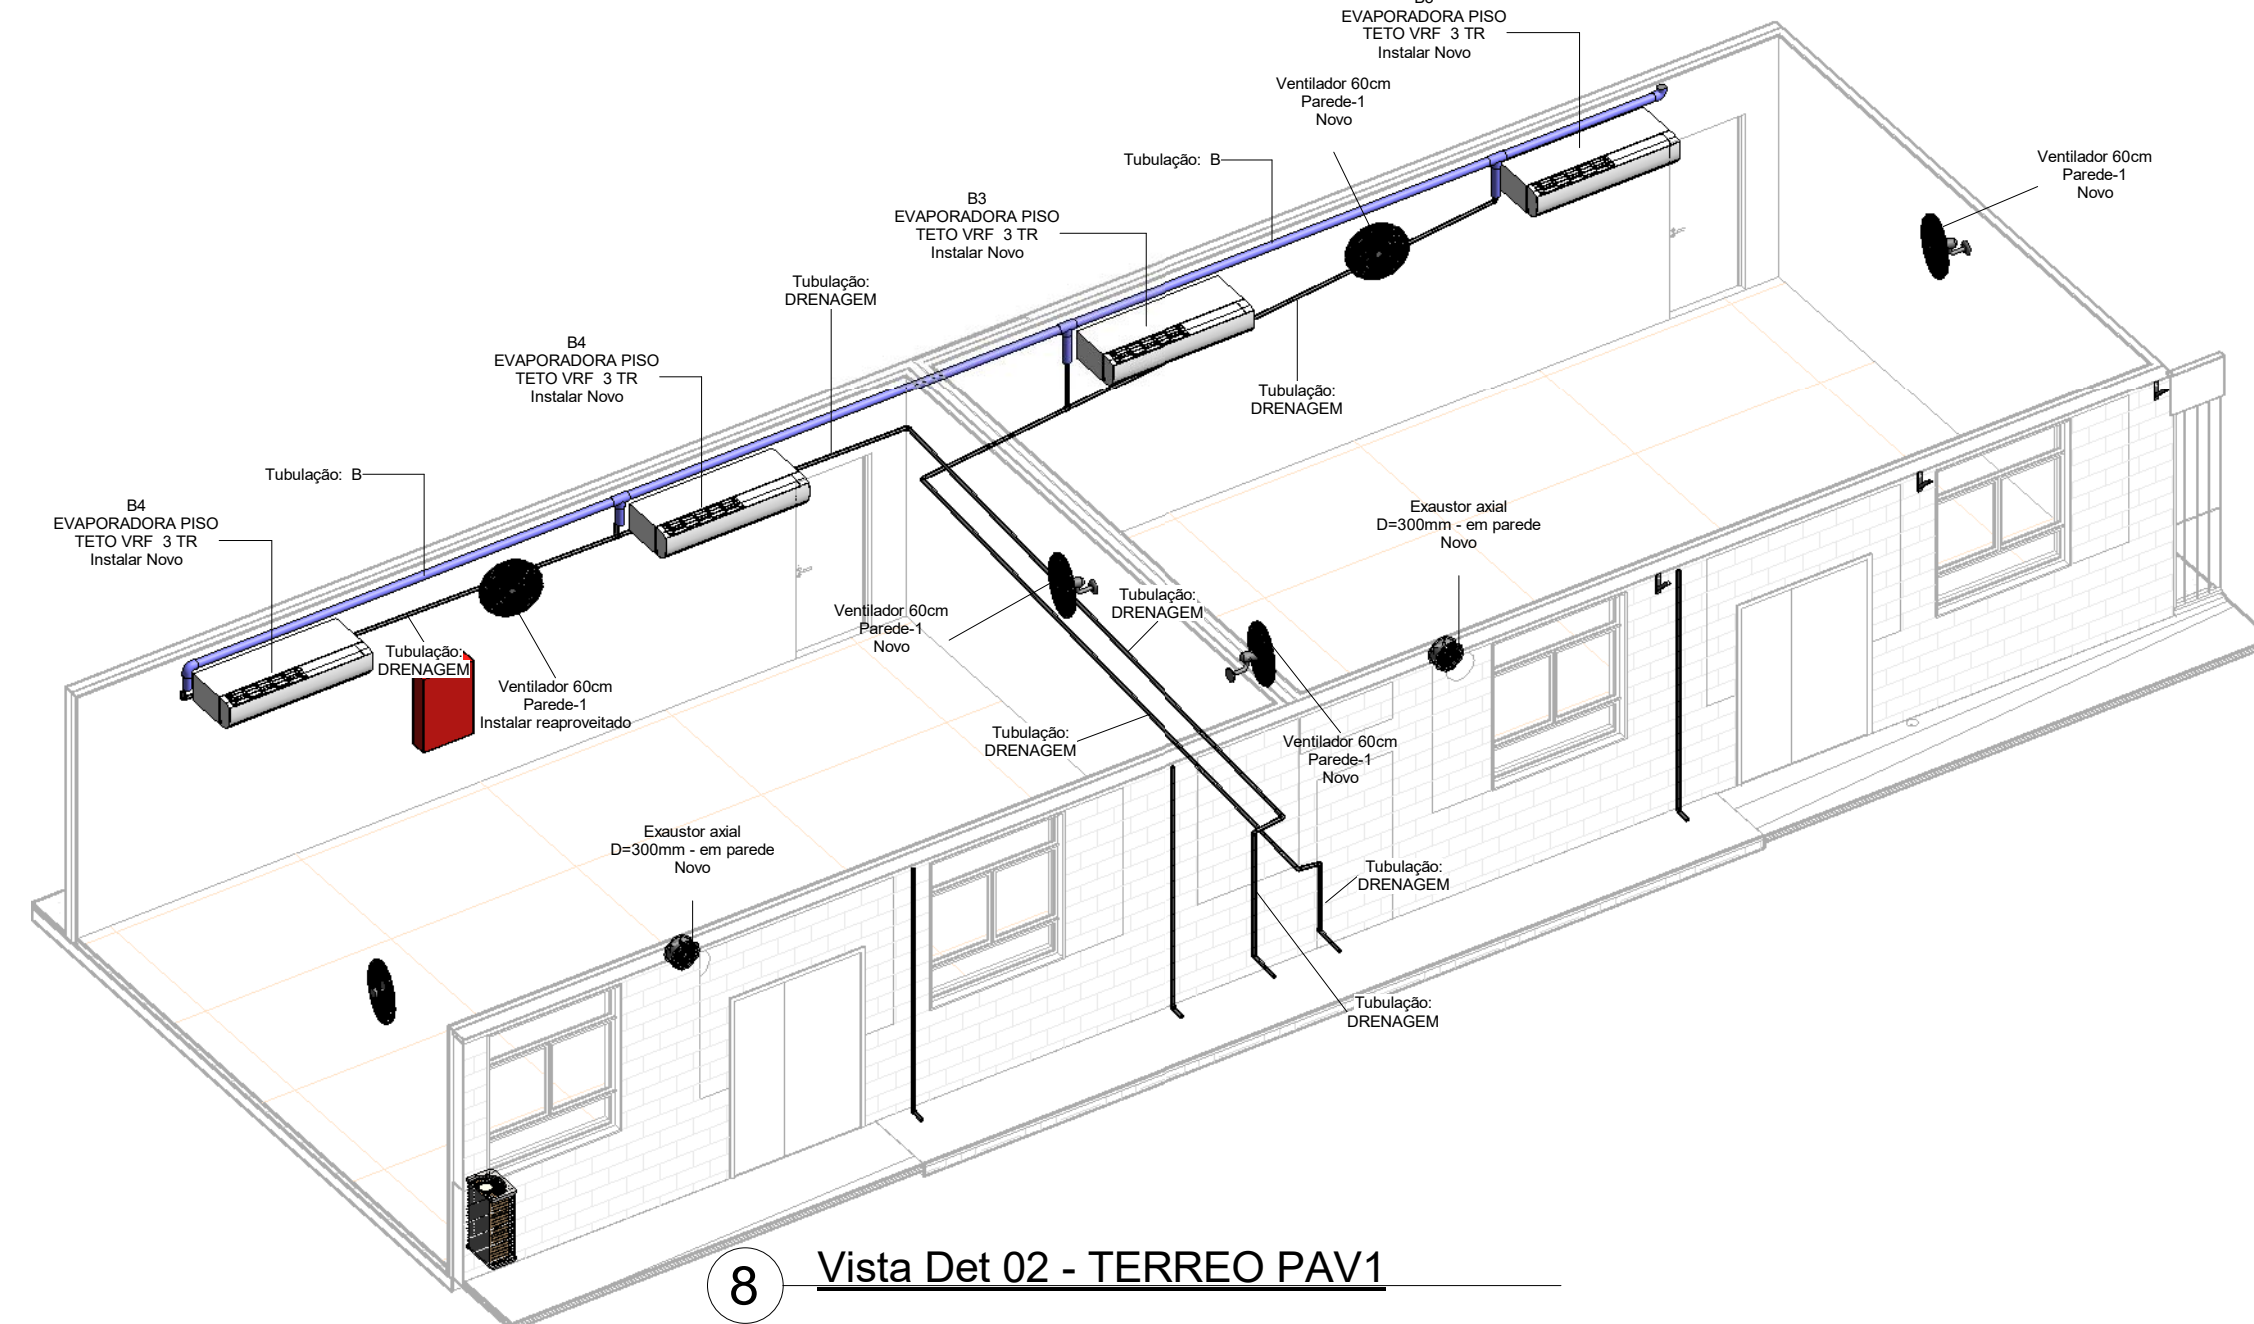 EVAPORADORA PISO
TETO VRF 3 TR
Instalar Novo
Ventilador 60cm
Parede-1
Novo
Ventilador 60cm
Parede-1
Novo
Tubulação: B
B3
EVAPORADORA PISO
TETO VRF 3 TR
Instalar Novo
Tubulação:
DRENAGEM
B4
EVAPORADORA PISO
TETO VRF 3 TR
Instalar Novo
Tubulação:
DRENAGEM
Tubulação: B
B4
EVAPORADORA PISO
TETO VRF 3 TR
Instalar Novo
Exaustor axial
D=300mm - em parede
Novo
Ventilador 60cm
Parede-1
Novo
Tubulação:
DRENAGEM
Tubulação:
DRENAGEM
Ventilador 60cm
Parede-1
Instalar reaproveitado
Tubulação:
DRENAGEM
Ventilador 60cm
Parede-1
Novo
Exaustor axial
D=300mm - em parede
Novo
Tubulação:
DRENAGEM
Tubulação:
DRENAGEM
8
Vista Det 02 - TERREO PAV1